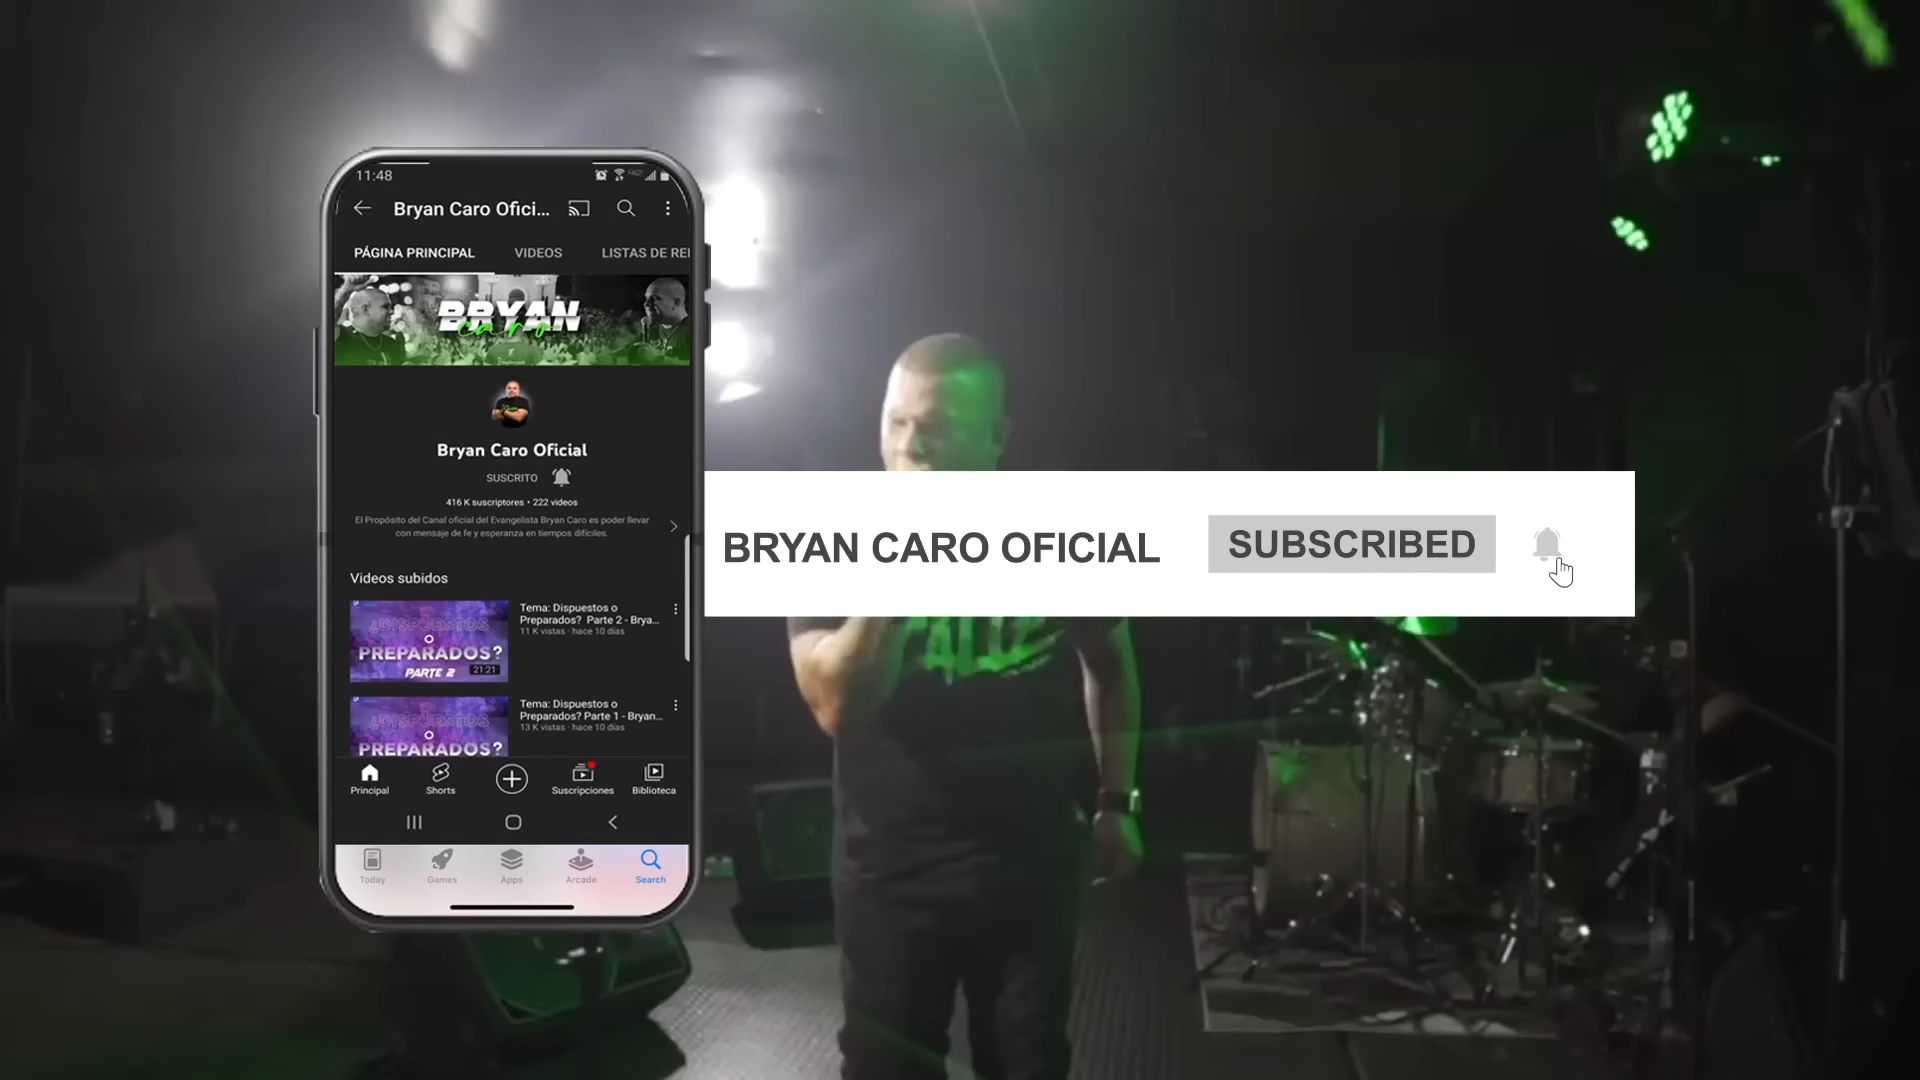 11:48
Bryan Caro Ofici...
PÁGINA PRINCIPAL VIDEOS LISTAS DE REI
BRYAN
caro
Bryan Caro Oficial
SUSCRITO
416 K suscriptores • 222 videos
El Propósito del Canal oficial del Evangelista Bryan Caro es poder llevar
con mensaje de fe y esperanza en tiempos difíciles.
Videos subidos
¿DISPUESTOS
O
PREPARADOS?
PARTE 2
21:21
Tema: Dispuestos o
Preparados? Parte 2 - Brya...
11 K vistas · hace 10 días
¿DISPUESTOS
O
PREPARADOS?
Tema: Dispuestos o
Preparados? Parte 1 - Bryan...
13 K vistas · hace 10 días
Principal Shorts Suscripciones Biblioteca
Today Games Apps Arcade Search
BRYAN CARO OFICIAL SUBSCRIBED